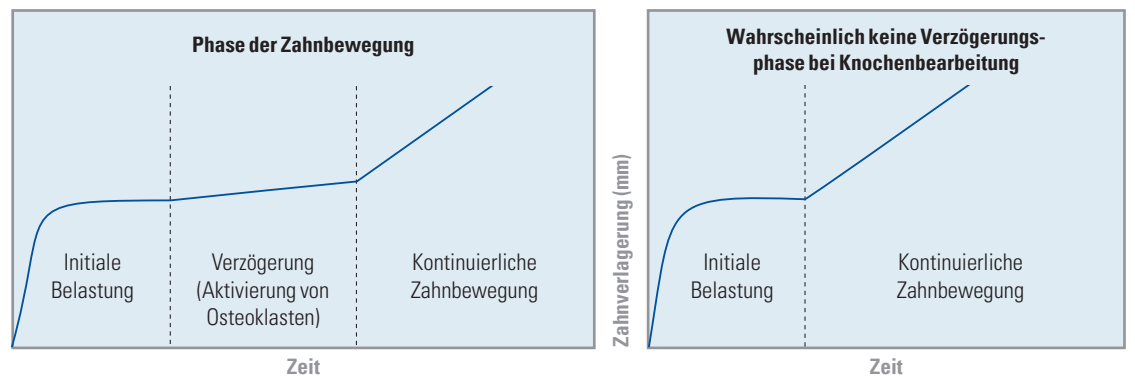 Phase der Zahnbewegung
Initiale
Belastung
Verzögerung
(Aktivierung von
Osteoklasten)
Kontinuierliche
Zahnbewegung
Zeit
Wahrscheinlich keine Verzögerungs-
phase bei Knochenbearbeitung
Zahnverlagerung (mm)
Initiale
Belastung
Kontinuierliche
Zahnbewegung
Zeit